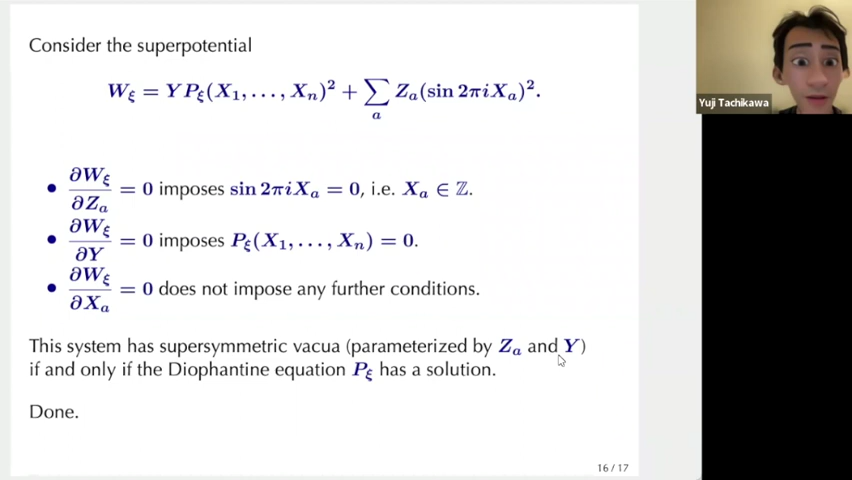 Consider the superpotential
W_ξ = Y P_ξ(X_1, . . . , X_n)^2 + ∑_a Z_a(sin 2πiX_a)^2.
Yuji Tachikawa
• ∂W_ξ/∂Z_a = 0 imposes sin 2πiX_a = 0, i.e. X_a ∈ ℤ.
• ∂W_ξ/∂Y = 0 imposes P_ξ(X_1, . . . , X_n) = 0.
• ∂W_ξ/∂X_a = 0 does not impose any further conditions.
This system has supersymmetric vacua (parameterized by Z_a and Y)
if and only if the Diophantine equation P_ξ has a solution.
Done.
16 / 17